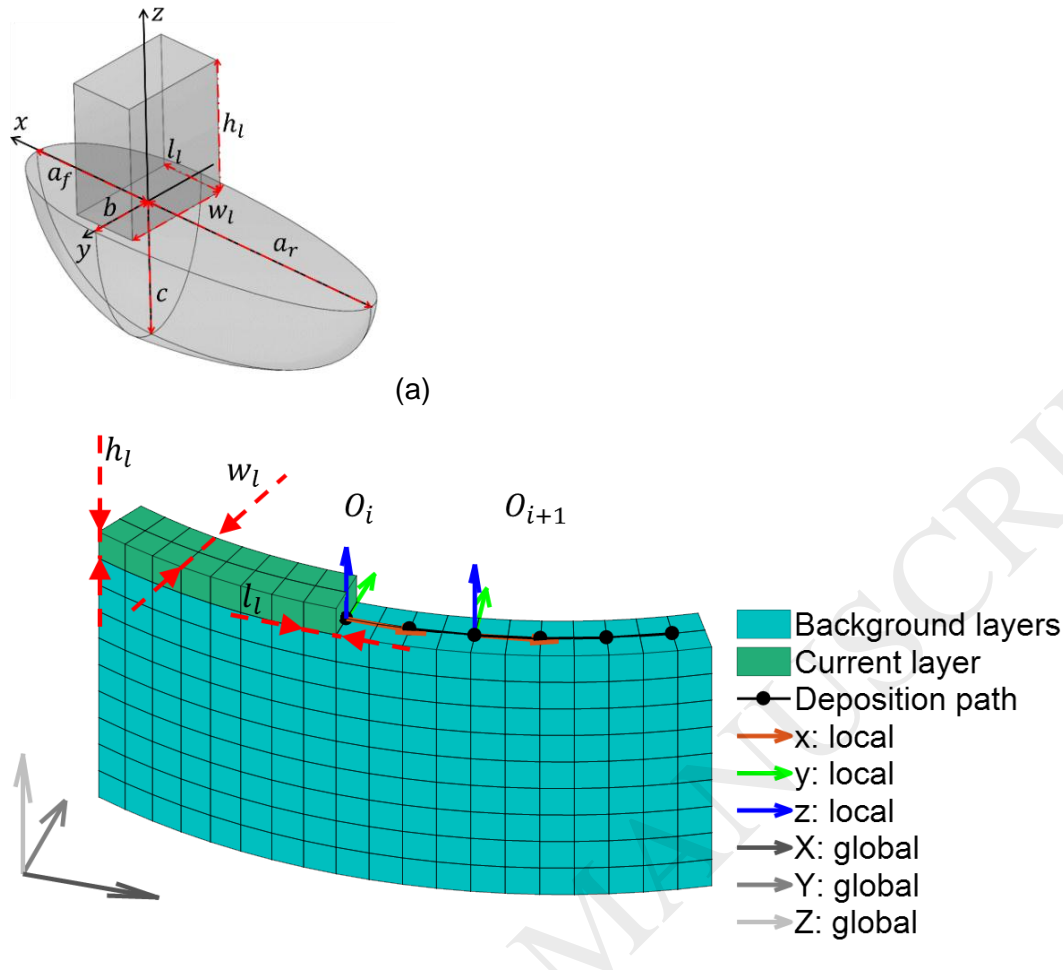 z
x
h_l
l_l
a_f
b
w_l
y
a_r
c
(a)
h_l
w_l
O_i
O_{i+1}
l_l
Background layers
Current layer
Deposition path
x: local
y: local
z: local
X: global
Y: global
Z: global
MANUSCRI